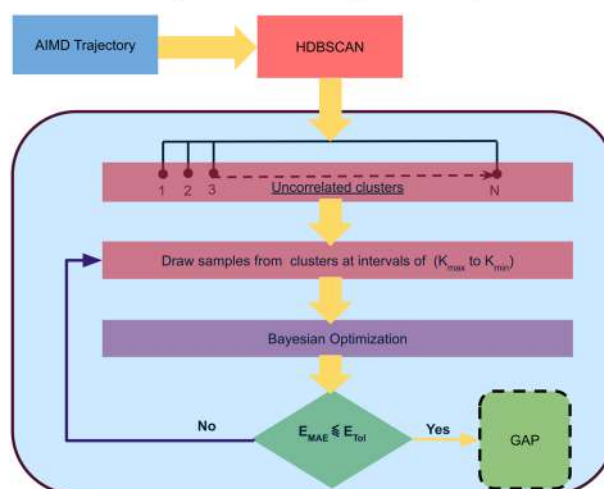 AIMD Trajectory
HDBSCAN
1 2 3 N
Uncorrelated clusters
Draw samples from clusters at intervals of (Kmax to Kmin)
Bayesian Optimization
No
EMAE ≦ ETol
Yes
GAP